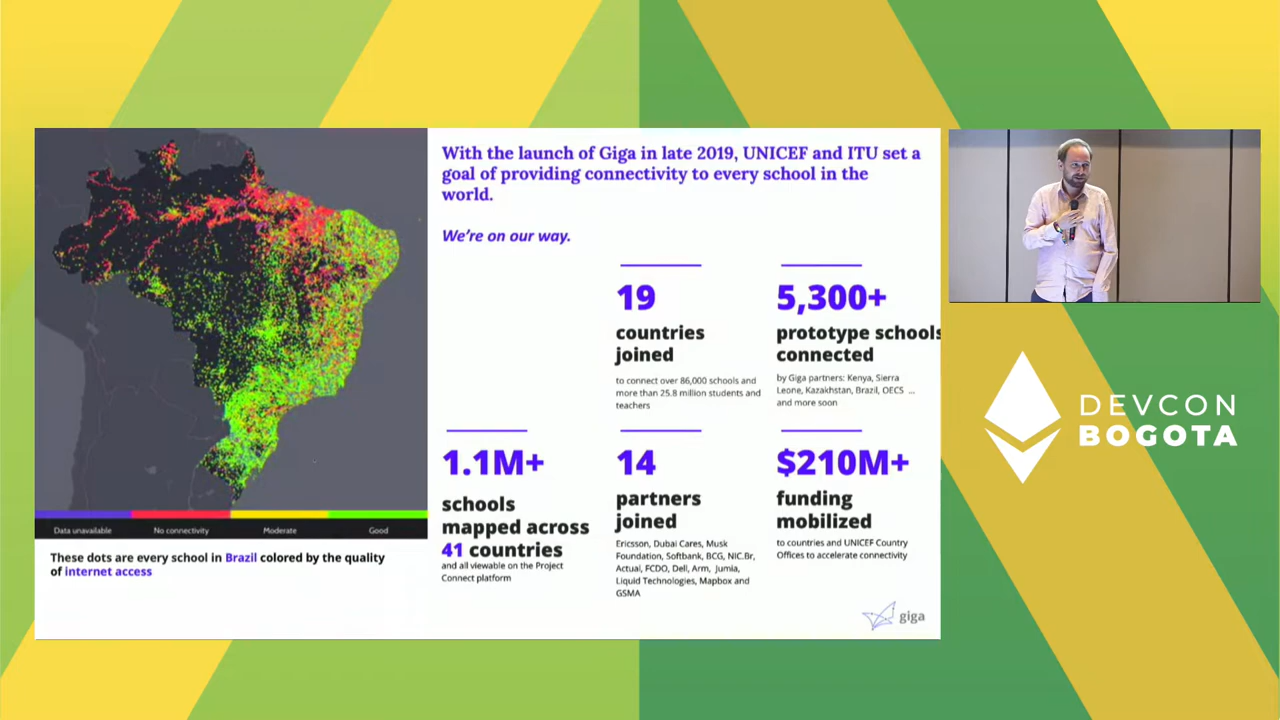 With the launch of Giga in late 2019, UNICEF and ITU set a
goal of providing connectivity to every school in the
world.
We're on our way.
19
countries
joined
to connect over 86,000 schools and
more than 25.8 million students and
teachers
5,300+
prototype schools
connected
by Giga partners: Kenya, Sierra
Leone, Kazakhstan, Brazil, OECS ...
and more soon
1.1M+
schools
mapped across
41 countries
and all viewable on the Project
Connect platform
14
partners
joined
Ericsson, Dubai Cares, Musk
Foundation, Softbank, BCG, NIC.Br,
Actual, FCDO, Dell, Arm, Jumia,
Liquid Technologies, Mapbox and
GSMA
$210M+
funding
mobilized
to countries and UNICEF Country
Offices to accelerate connectivity
Data unavailable
No connectivity
Moderate
Good
These dots are every school in Brazil colored by the quality
of internet access
giga
DEVCON
BOGOTA